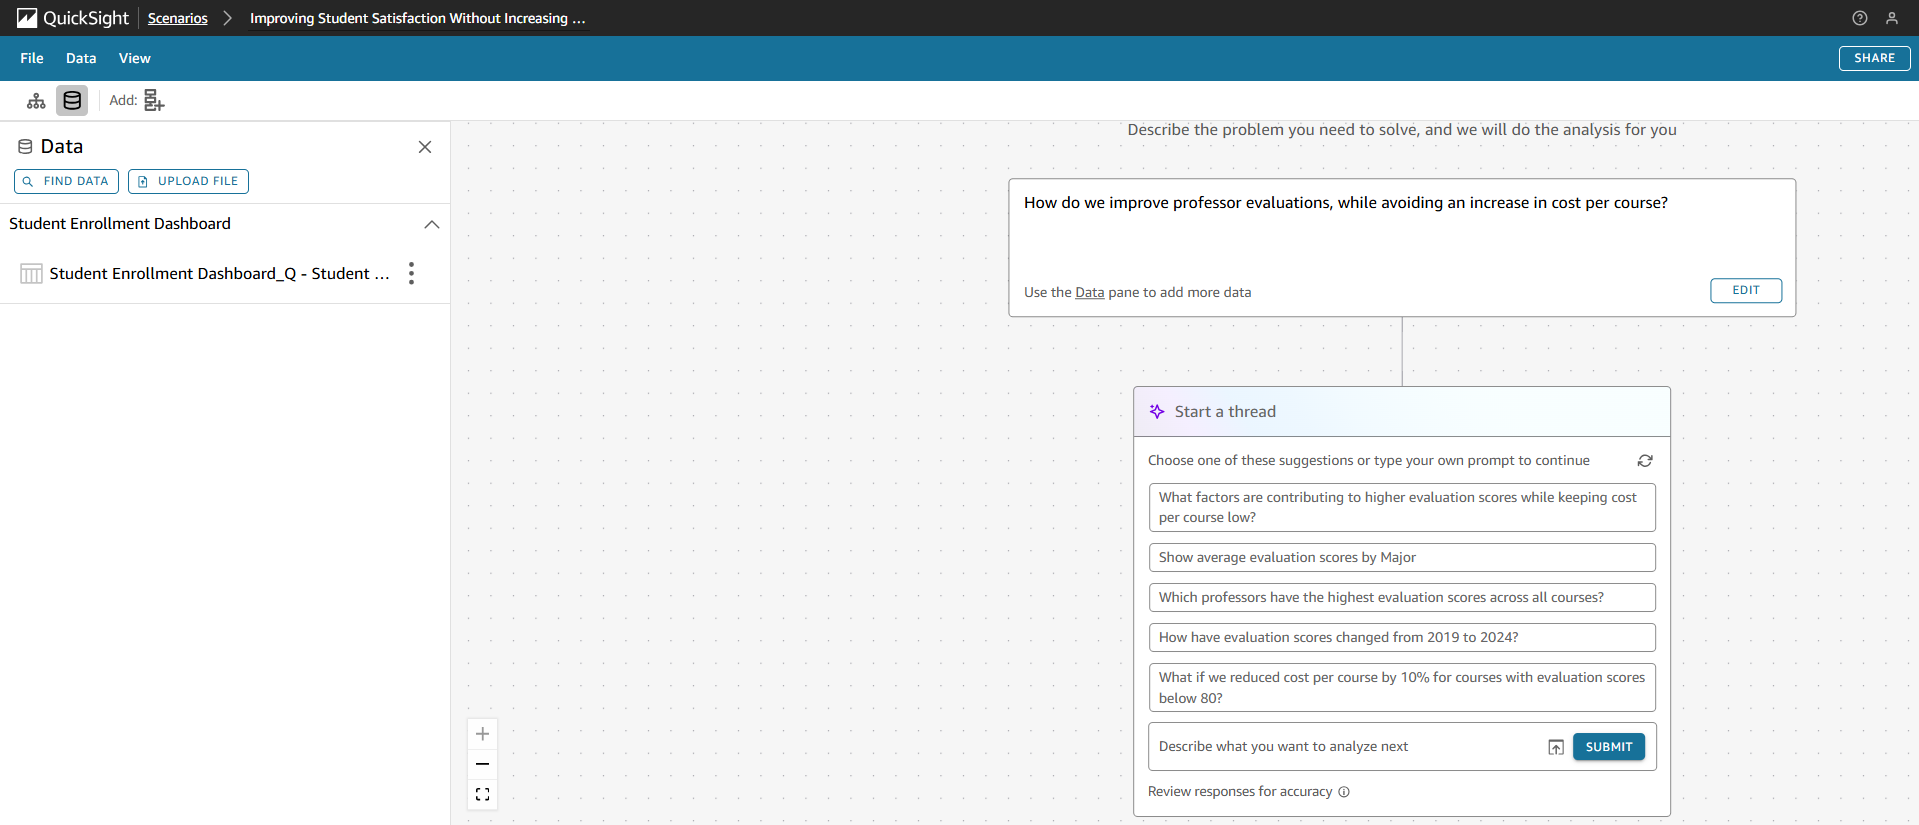 QuickSight
Scenarios
Improving Student Satisfaction Without Increasing ...
File
Data
View
SHARE
Add:
Data
FIND DATA
UPLOAD FILE
Student Enrollment Dashboard
Student Enrollment Dashboard_Q - Student ...
Describe the problem you need to solve, and we will do the analysis for you
How do we improve professor evaluations, while avoiding an increase in cost per course?
Use the Data pane to add more data
EDIT
Start a thread
Choose one of these suggestions or type your own prompt to continue
What factors are contributing to higher evaluation scores while keeping cost
per course low?
Show average evaluation scores by Major
Which professors have the highest evaluation scores across all courses?
How have evaluation scores changed from 2019 to 2024?
What if we reduced cost per course by 10% for courses with evaluation scores
below 80?
Describe what you want to analyze next
SUBMIT
Review responses for accuracy